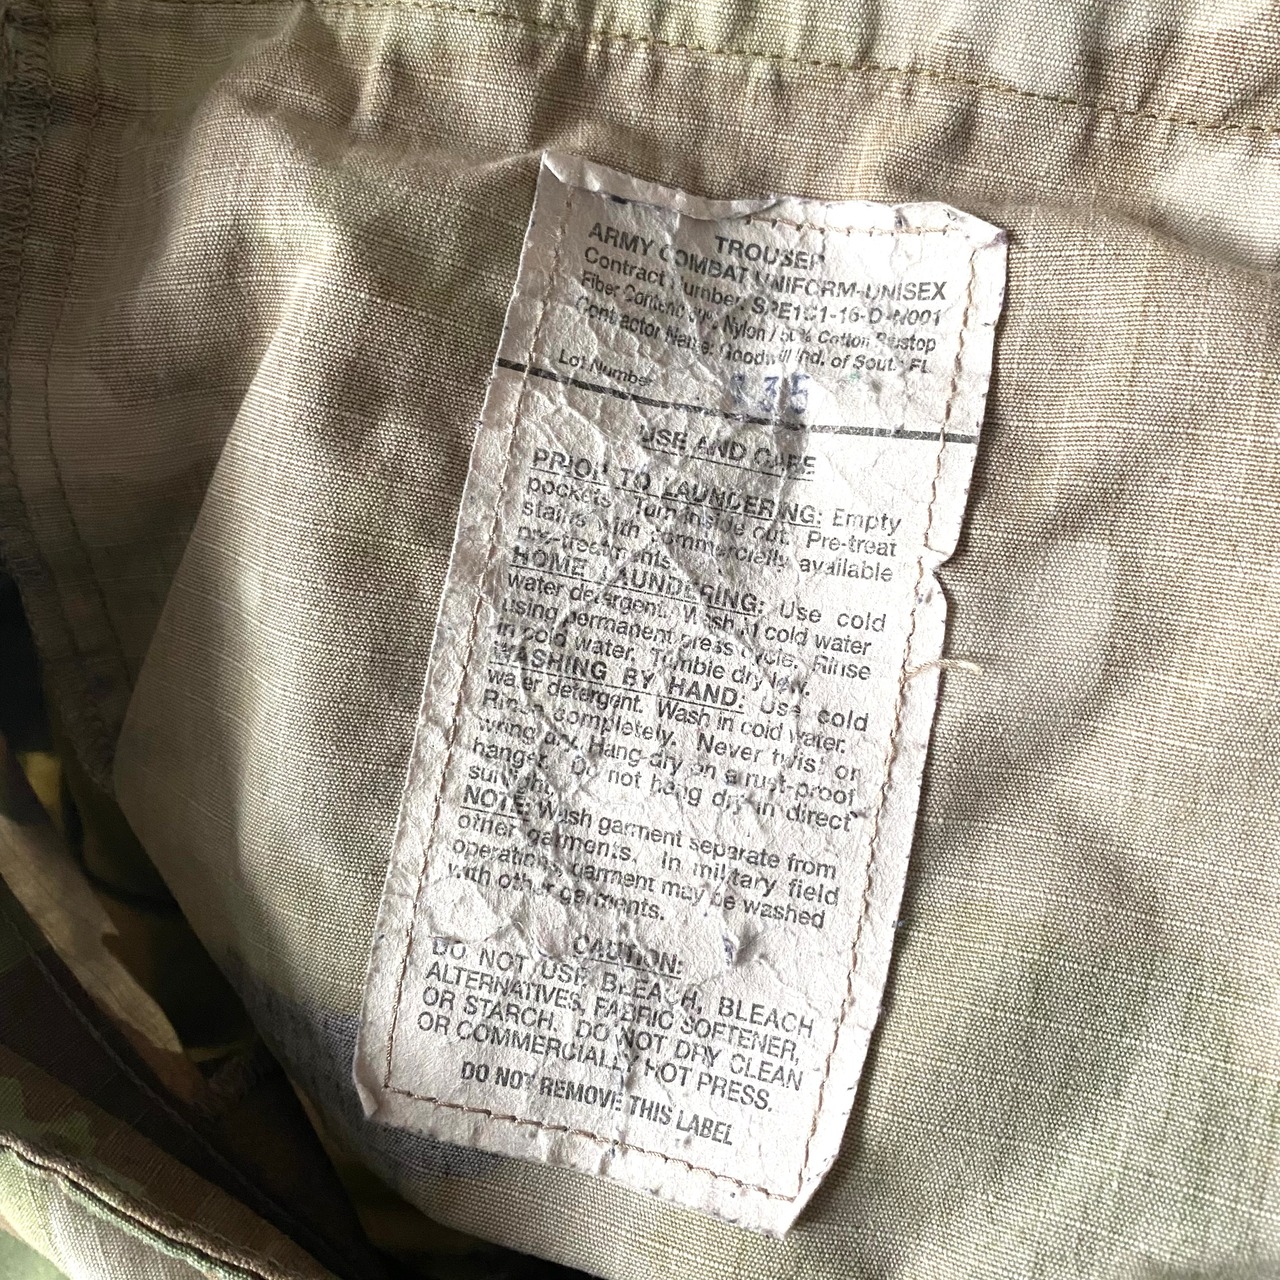 TROUSER
ARMY COMBAT UNIFORM-UNISEX
Contract Number SPE1C1-16-D-N001
Fiber Content 50% Nylon / 50% Cotton Ripstop
Contractor Name: Goodwill Ind. of South FL
Lot Number 335
USE AND CARE
PRIOR TO LAUNDERING: Empty
pockets. Turn inside out. Pre-treat
stains with commercially available
pre-treatments.
HOME LAUNDERING: Use cold
water detergent. Wash in cold water
using permanent press cycle. Rinse
in cold water. Tumble dry low.
WASHING BY HAND: Use cold
water detergent. Wash in cold water.
Rinse completely. Never twist or
wring dry. Hang-dry on a rust-proof
hanger. Do not hang dry in direct
sunlight.
NOTE: Wash garment separate from
other garments. In military field
operations garment may be washed
with other garments.
CAUTION:
DO NOT USE BLEACH, BLEACH
ALTERNATIVES, FABRIC SOFTENER,
OR STARCH. DO NOT DRY CLEAN
OR COMMERCIALLY HOT PRESS.
DO NOT REMOVE THIS LABEL